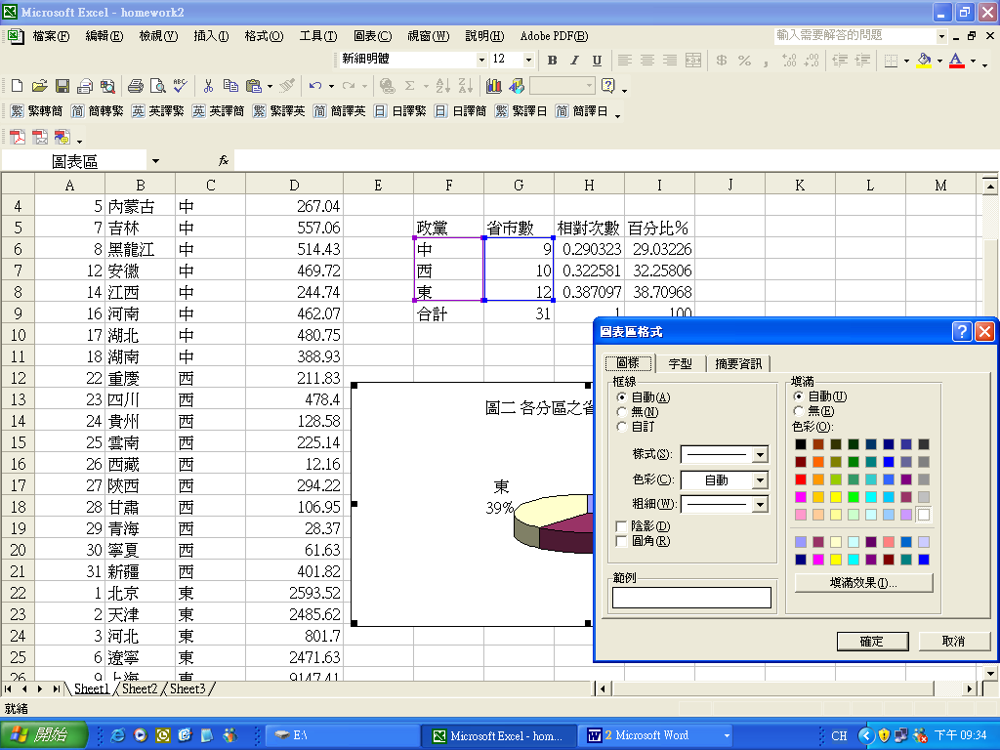 Microsoft Excel - homework2
檔案(F) 編輯(E) 檢視(V) 插入(I) 格式(O) 工具(T) 圖表(C) 視窗(W) 說明(H) Adobe PDF(B) 輸入需要解答的問題
新細明體 12 B I U $ % ,
繁轉簡 簡轉繁 英譯繁 英譯簡 繁譯英 簡譯英 日譯繁 日譯簡 繁譯日 簡譯日
圖表區 fx
A B C D E F G H I J K L M
4 5 內蒙古 中 267.04
5 7 吉林 中 557.06 政黨 省市數 相對次數 百分比%
6 8 黑龍江 中 514.43 中 9 0.290323 29.03226
7 12 安徽 中 469.72 西 10 0.322581 32.25806
8 14 江西 中 244.74 東 12 0.387097 38.70968
9 16 河南 中 462.07 合計 31 1 100
10 17 湖北 中 480.75
11 18 湖南 中 388.93
12 22 重慶 西 211.83
13 23 四川 西 478.4
14 24 貴州 西 128.58
15 25 雲南 西 225.14
16 26 西藏 西 12.16
17 27 陝西 西 294.22
18 28 甘肅 西 106.95
19 29 青海 西 28.37
20 30 寧夏 西 61.63
21 31 新疆 西 401.82
22 1 北京 東 2593.52
23 2 天津 東 2485.62
24 3 河北 東 801.7
25 6 遼寧 東 2471.63
26 9 上海 東 9147.41
圖二 各分區之省
東
39%
圖表區格式
圖樣 字型 摘要資訊
框線
自動(A)
無(N)
自訂
樣式(S):
色彩(C): 自動
粗細(W):
陰影(D)
圓角(R)
範例
填滿
自動(U)
無(E)
色彩(O):
填滿效果(I)...
確定 取消
Sheet1 Sheet2 Sheet3
就緒
開始 E:\ Microsoft Excel - hom... 2 Microsoft Word CH 下午 09:34